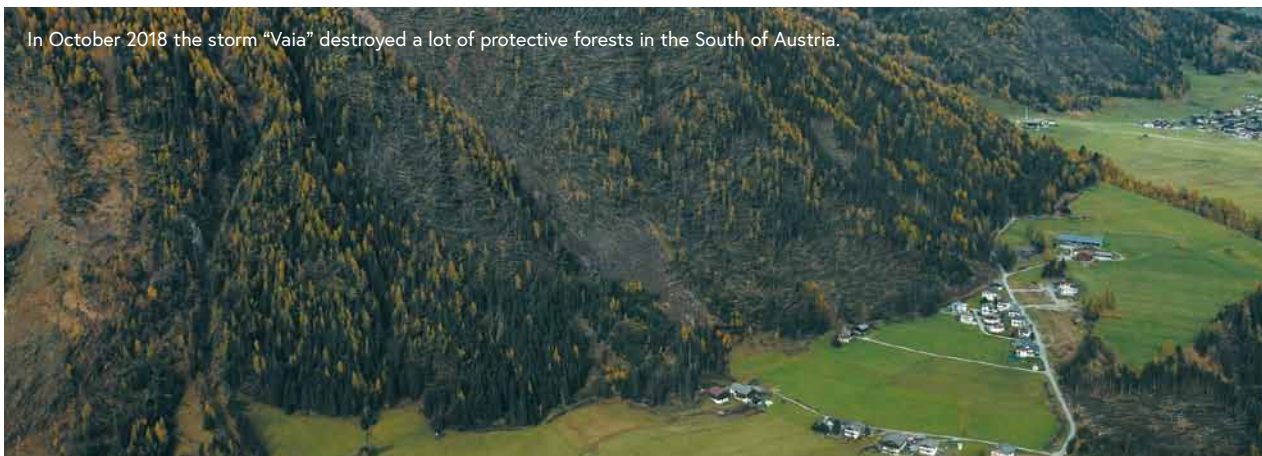 In October 2018 the storm “Vaia” destroyed a lot of protective forests in the South of Austria.